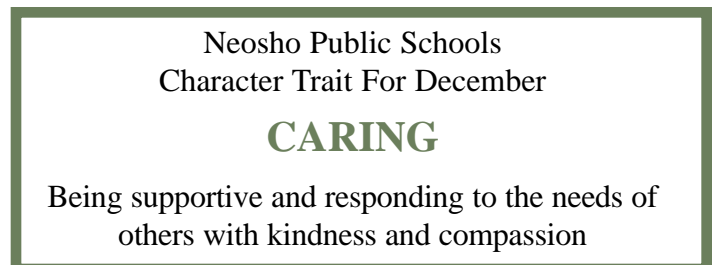 Neosho Public Schools
Character Trait For December
CARING
Being supportive and responding to the needs of
others with kindness and compassion